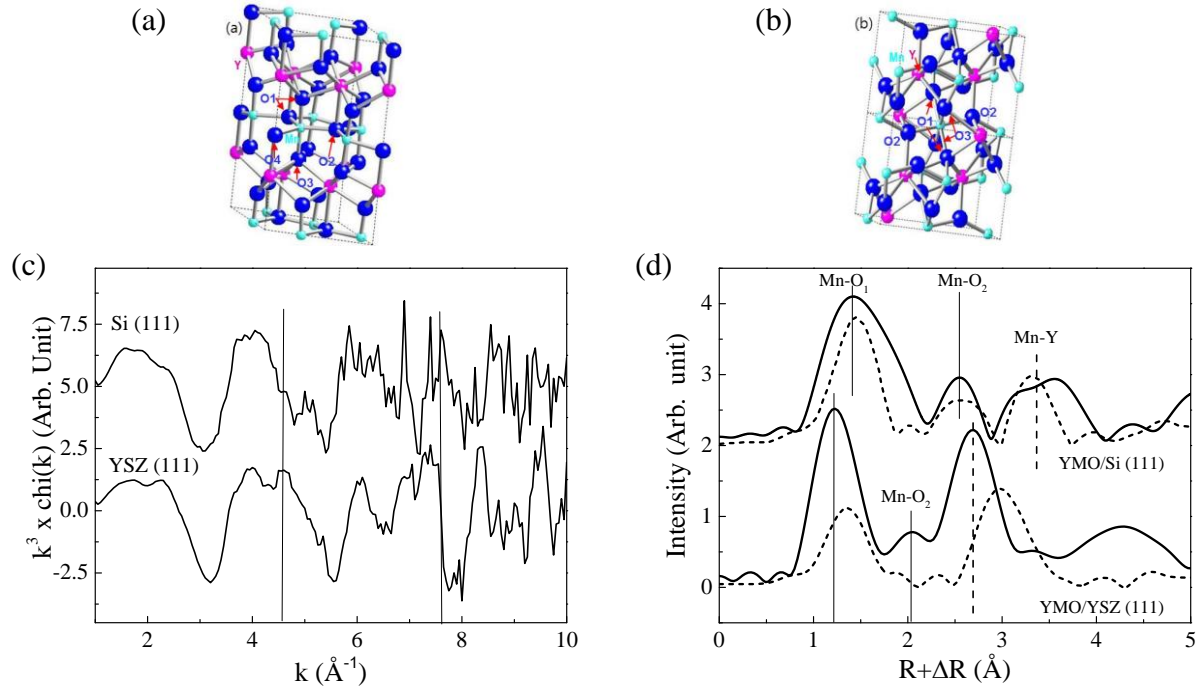 (a)
(a)
Y
O1
Mn
O4
O2
O3
(b)
(b)
Mn
Y
O1
O2
O3
O2
(c)
k³ x chi(k) (Arb. Unit)
7.5
5.0
2.5
0.0
-2.5
Si (111)
YSZ (111)
2 4 6 8 10
k (Å⁻¹)
(d)
Intensity (Arb. unit)
4
3
2
1
0
Mn-O₁
Mn-O₂
Mn-Y
YMO/Si (111)
Mn-O₂
YMO/YSZ (111)
0 1 2 3 4 5
R+ΔR (Å)